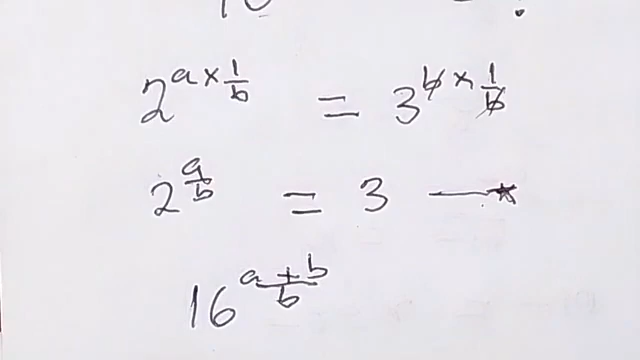 2^{a × 1/b} = 3^{b × 1/b}
2^{a/b} = 3 —*
16^{(a + b)/b}